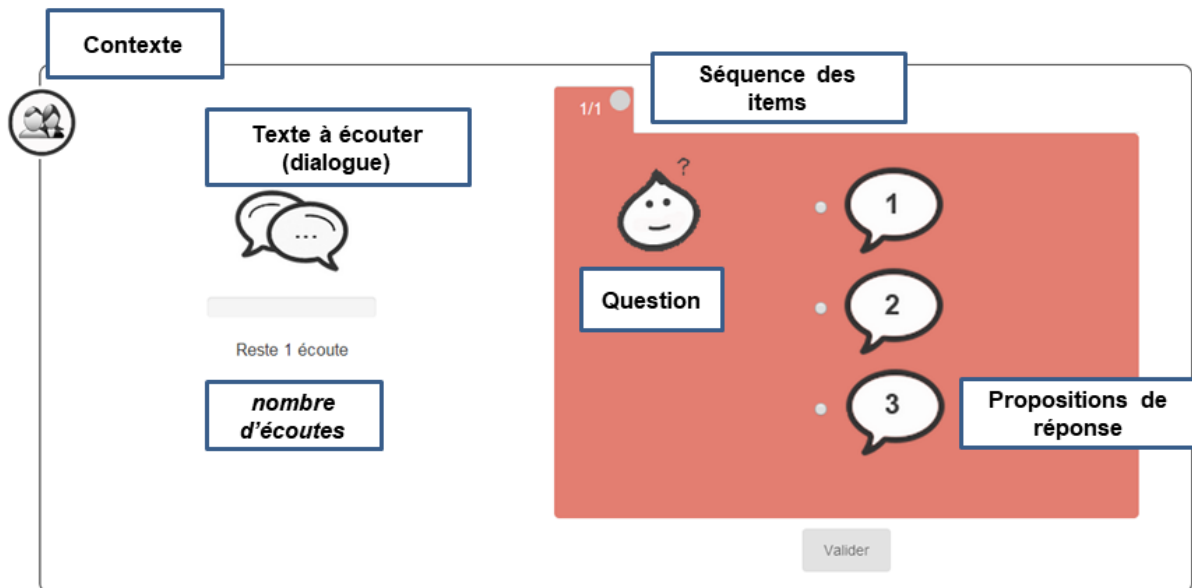 Contexte
Séquence des
items
1/1
Texte à écouter
(dialogue)
?
...
1
Question
2
Reste 1 écoute
nombre
d'écoutes
3
Propositions de
réponse
Valider